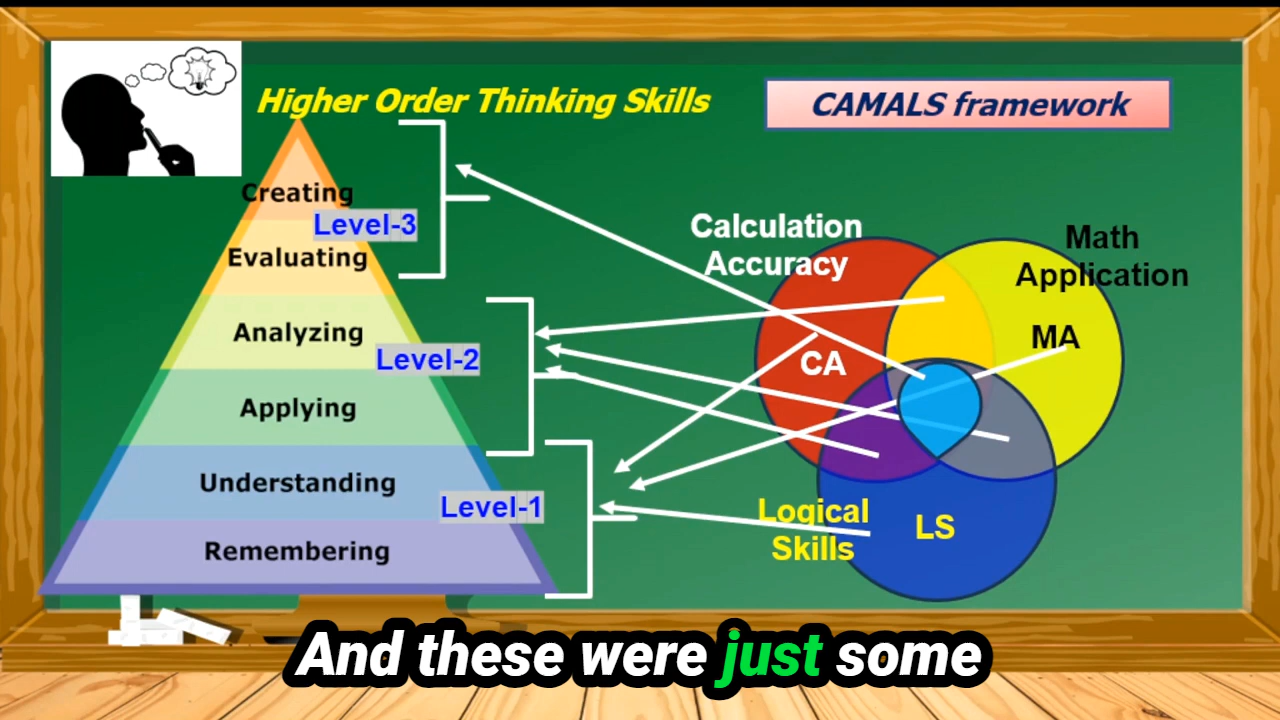 Higher Order Thinking Skills
CAMALS framework
Creating
Level-3
Evaluating
Analyzing
Level-2
Applying
Understanding
Level-1
Remembering
Calculation
Accuracy
Math
Application
MA
CA
Logical
Skills
LS
And these were just some